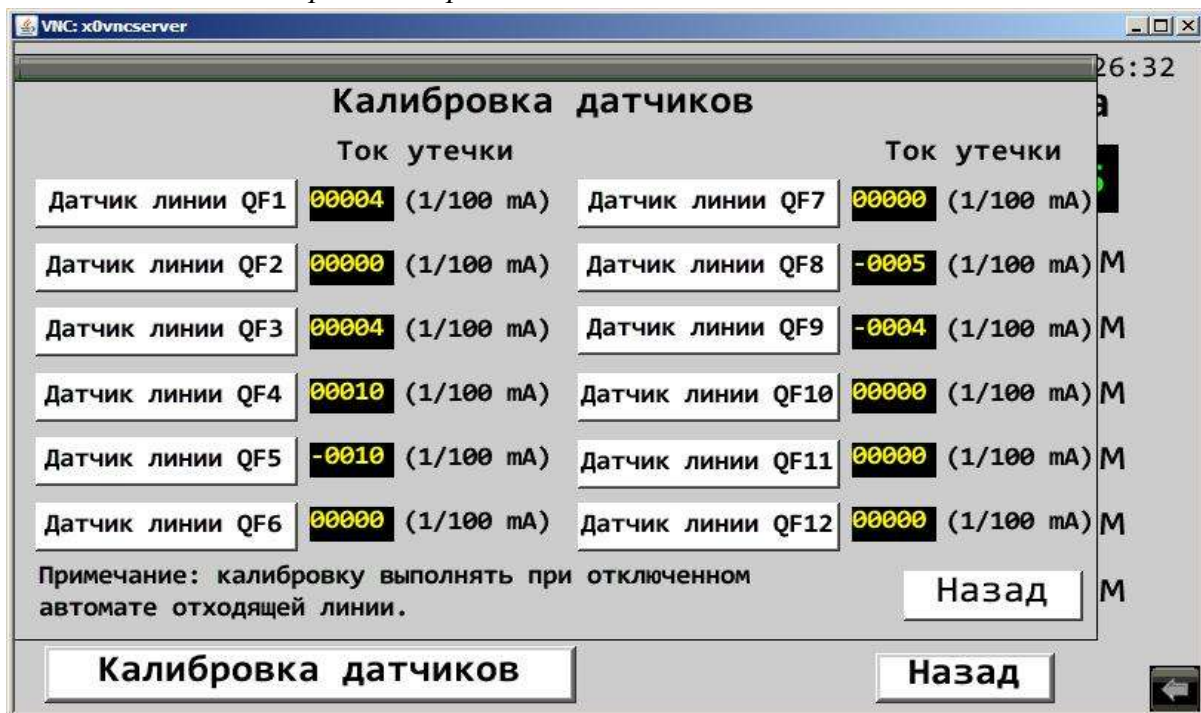 VNC: x0vncserver
26:32
Калибровка датчиков
Ток утечки Ток утечки
Датчик линии QF1 00004 (1/100 mA) Датчик линии QF7 00000 (1/100 mA)
Датчик линии QF2 00000 (1/100 mA) Датчик линии QF8 -0005 (1/100 mA) М
Датчик линии QF3 00004 (1/100 mA) Датчик линии QF9 -0004 (1/100 mA) М
Датчик линии QF4 00010 (1/100 mA) Датчик линии QF10 00000 (1/100 mA) М
Датчик линии QF5 -0010 (1/100 mA) Датчик линии QF11 00000 (1/100 mA) М
Датчик линии QF6 00000 (1/100 mA) Датчик линии QF12 00000 (1/100 mA) М
Примечание: калибровку выполнять при отключенном
автомате отходящей линии.
Назад М
Калибровка датчиков Назад